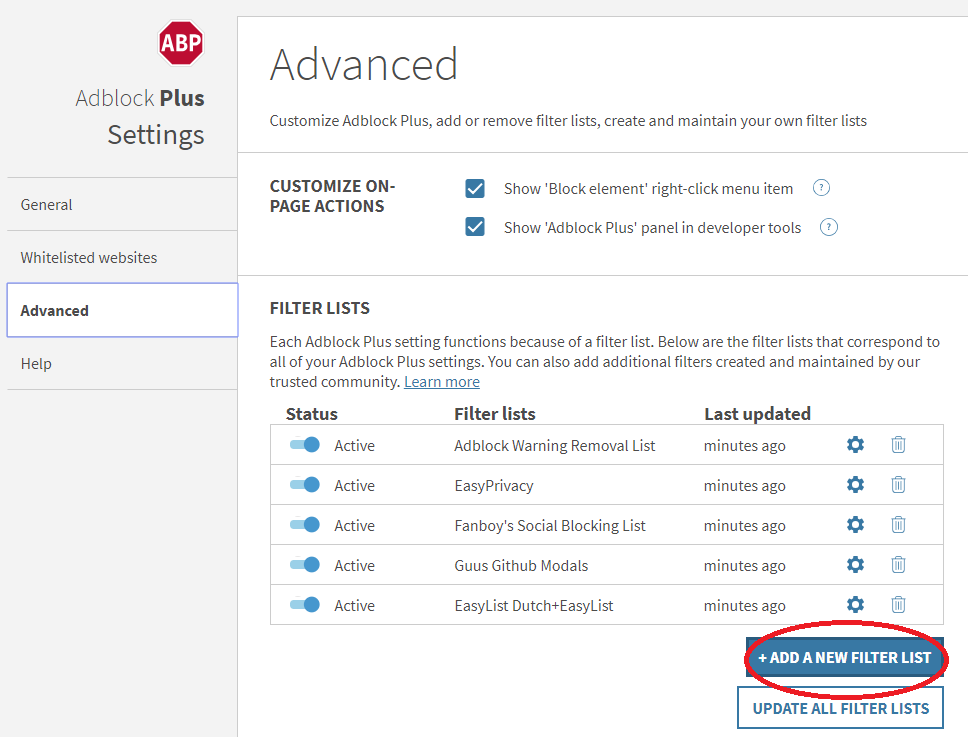 ABP
Adblock Plus
Settings
General
Whitelisted websites
Advanced
Help
Advanced
Customize Adblock Plus, add or remove filter lists, create and maintain your own filter lists
CUSTOMIZE ON-
PAGE ACTIONS
Show 'Block element' right-click menu item ?
Show 'Adblock Plus' panel in developer tools ?
FILTER LISTS
Each Adblock Plus setting functions because of a filter list. Below are the filter lists that correspond to
all of your Adblock Plus settings. You can also add additional filters created and maintained by our
trusted community. Learn more
Status Filter lists Last updated
Active Adblock Warning Removal List minutes ago
Active EasyPrivacy minutes ago
Active Fanboy's Social Blocking List minutes ago
Active Guus Github Modals minutes ago
Active EasyList Dutch+EasyList minutes ago
+ ADD A NEW FILTER LIST
UPDATE ALL FILTER LISTS